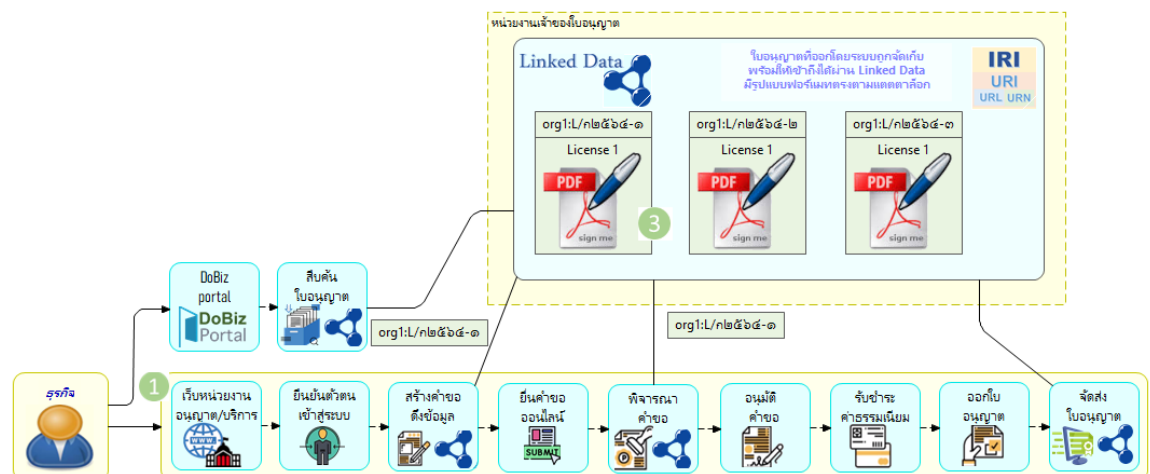 หน่วยงานเจ้าของใบอนุญาต
Linked Data
ใบอนุญาตที่ออกโดยระบบถูกจัดเก็บ
พร้อมให้เข้าถึงได้ผ่าน Linked Data
มีรูปแบบฟอร์แมทตรงตามแคตตาล็อก
IRI
URI
URL URN
org1:L/ก๒๕๖๔-๑
License 1
PDF
sign me
org1:L/ก๒๕๖๔-๒
License 1
PDF
sign me
org1:L/ก๒๕๖๔-๓
License 1
PDF
sign me
3
DoBiz
portal
DoBiz
Portal
สืบค้น
ใบอนุญาต
org1:L/ก๒๕๖๔-๑
org1:L/ก๒๕๖๔-๑
ธุรกิจ
1
เว็บหน่วยงาน
อนุญาต/บริการ
WWW
ยืนยันตัวตน
เข้าสู่ระบบ
สร้างคำขอ
ดึงข้อมูล
ยื่นคำขอ
ออนไลน์
SUBMIT
พิจารณา
คำขอ
อนุมัติ
คำขอ
รับชำระ
ค่าธรรมเนียม
ออกใบ
อนุญาต
จัดส่ง
ใบอนุญาต